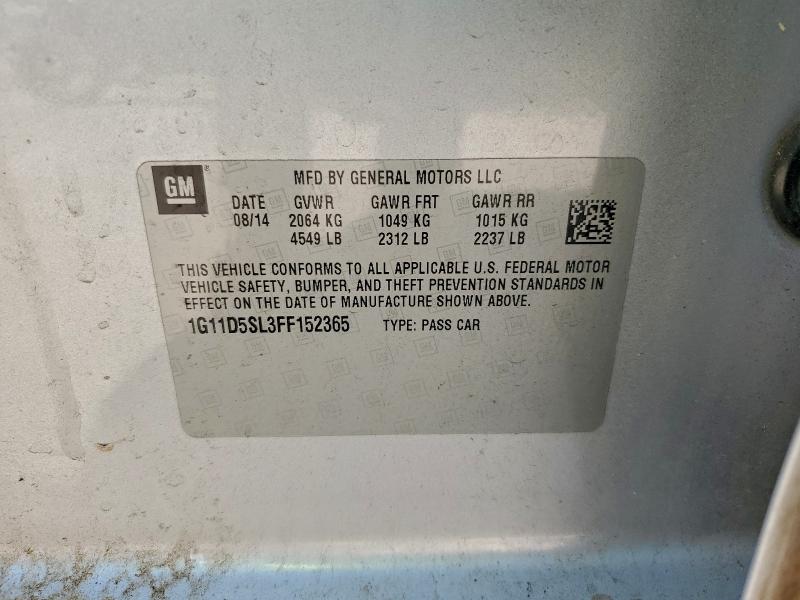 GM
MFD BY GENERAL MOTORS LLC
DATE GVWR GAWR FRT GAWR RR
08/14 2064 KG 1049 KG 1015 KG
4549 LB 2312 LB 2237 LB
THIS VEHICLE CONFORMS TO ALL APPLICABLE U.S. FEDERAL MOTOR
VEHICLE SAFETY, BUMPER, AND THEFT PREVENTION STANDARDS IN
EFFECT ON THE DATE OF MANUFACTURE SHOWN ABOVE.
1G11D5SL3FF152365 TYPE: PASS CAR